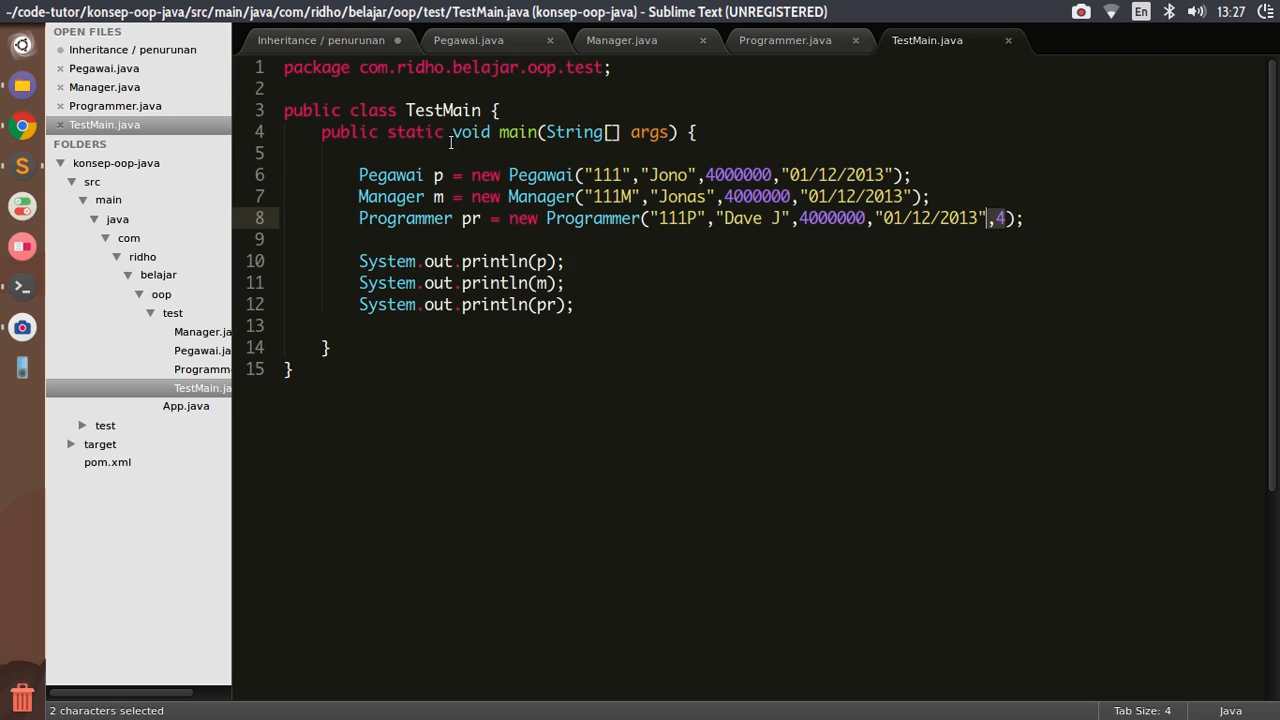 ~/code-tutor/konsep-oop-java/src/main/java/com/ridho/belajar/oop/test/TestMain.java (konsep-oop-java) - Sublime Text (UNREGISTERED)
En
13:27
OPEN FILES
Inheritance / penurunan
Pegawai.java
Manager.java
Programmer.java
TestMain.java
FOLDERS
konsep-oop-java
src
main
java
com
ridho
belajar
oop
test
Manager.ja
Pegawai.ja
Programm
TestMain.ja
App.java
test
target
pom.xml
Inheritance / penurunan
Pegawai.java
Manager.java
Programmer.java
TestMain.java
1 package com.ridho.belajar.oop.test;
2
3 public class TestMain {
4 public static void main(String[] args) {
5
6 Pegawai p = new Pegawai("111","Jono",4000000,"01/12/2013");
7 Manager m = new Manager("111M","Jonas",4000000,"01/12/2013");
8 Programmer pr = new Programmer("111P","Dave J",4000000,"01/12/2013",4);
9
10 System.out.println(p);
11 System.out.println(m);
12 System.out.println(pr);
13
14 }
15 }
2 characters selected
Tab Size: 4
Java